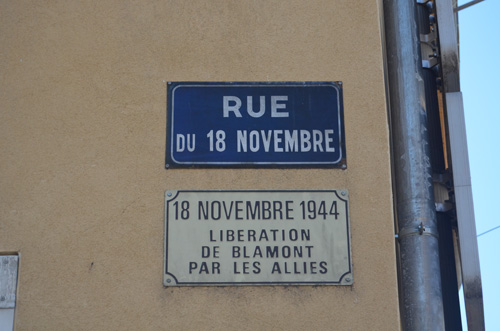 RUE
DU 18 NOVEMBRE
18 NOVEMBRE 1944
LIBERATION
DE BLAMONT
PAR LES ALLIES